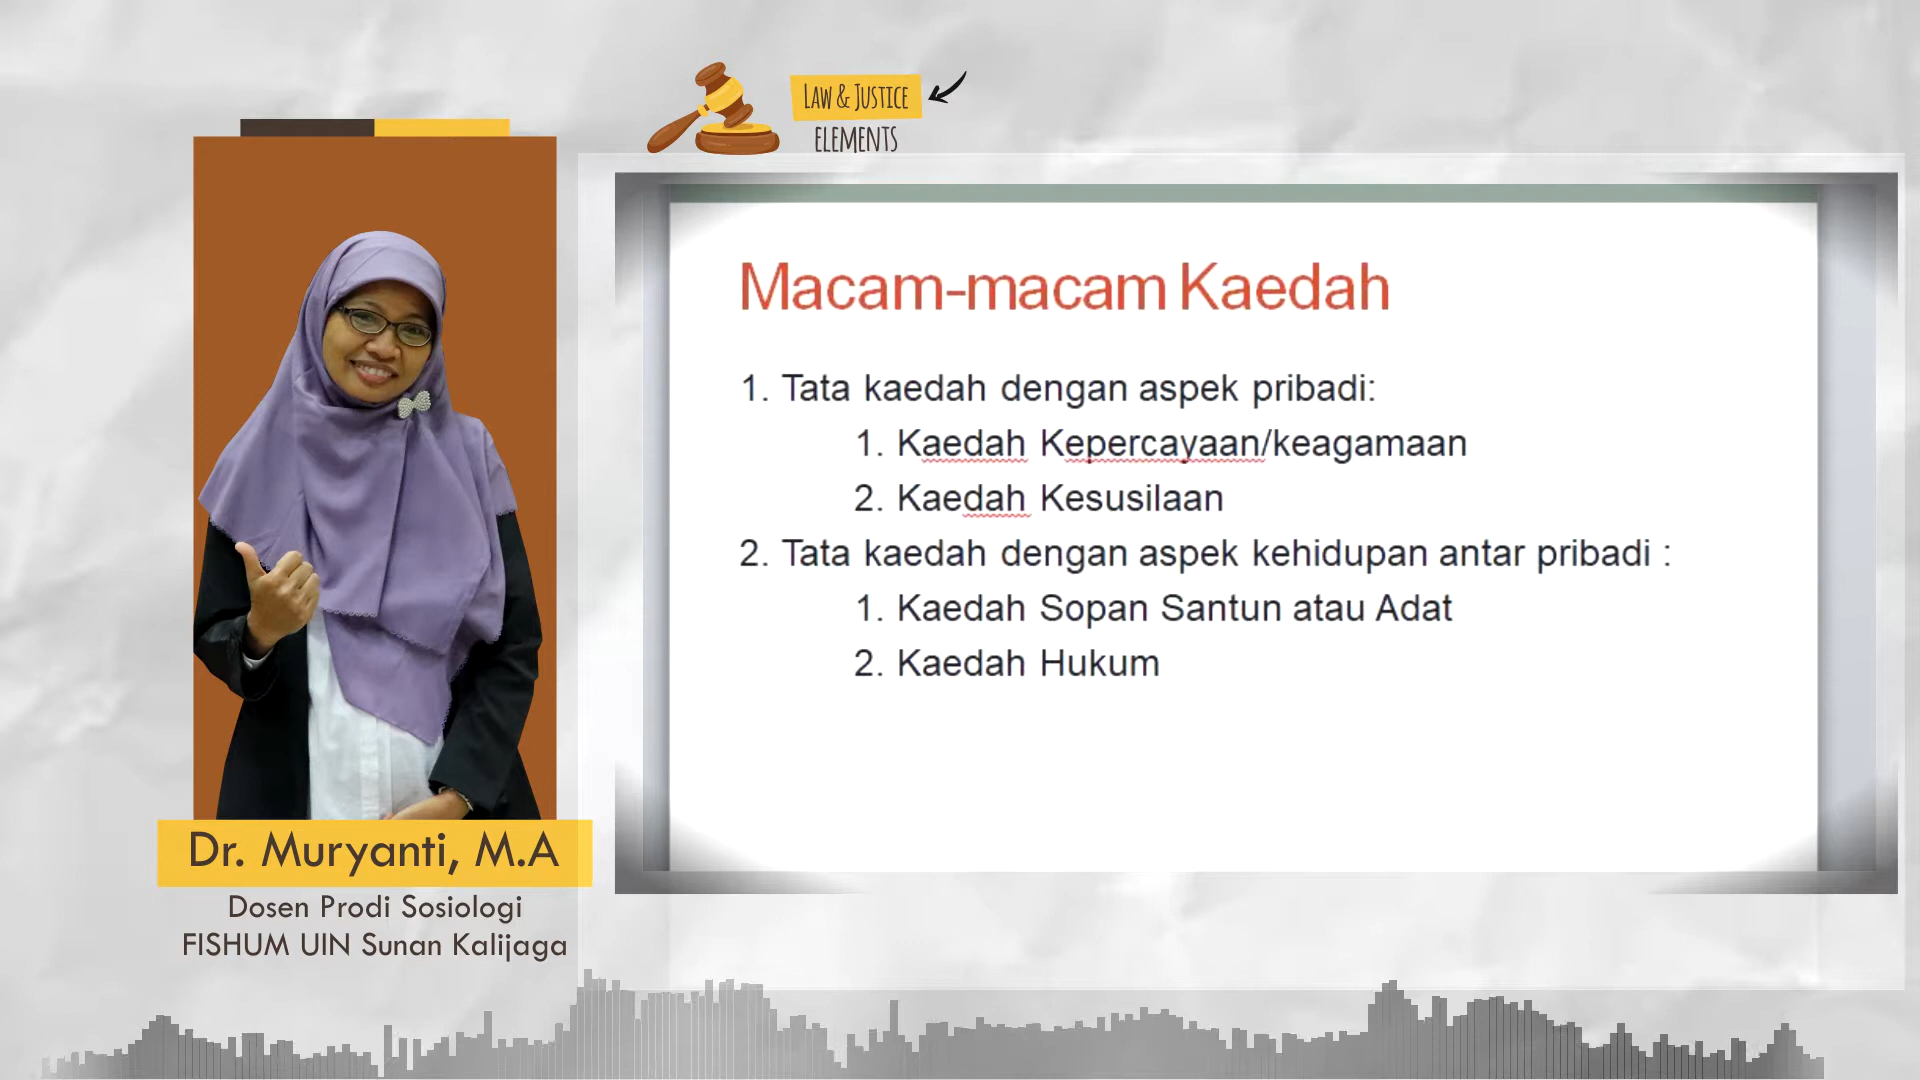 LAW & JUSTICE
ELEMENTS
Macam-macam Kaedah
1. Tata kaedah dengan aspek pribadi:
1. Kaedah Kepercayaan/keagamaan
2. Kaedah Kesusilaan
2. Tata kaedah dengan aspek kehidupan antar pribadi :
1. Kaedah Sopan Santun atau Adat
2. Kaedah Hukum
Dr. Muryanti, M.A
Dosen Prodi Sosiologi
FISHUM UIN Sunan Kalijaga